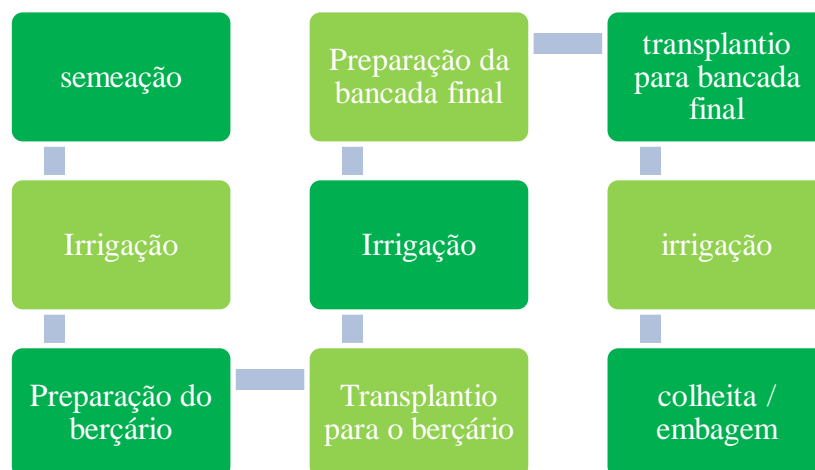 semeação
Irrigação
Preparação do
berçário
Transplantio
para o berçário
Irrigação
Preparação da
bancada final
transplantio
para bancada
final
irrigação
colheita /
embagem